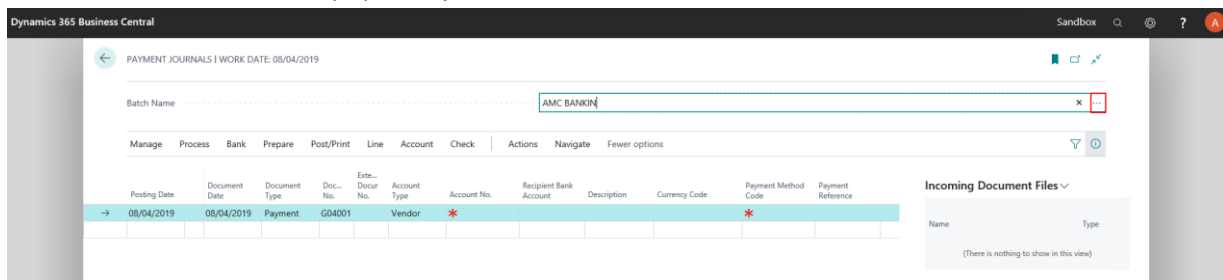 Dynamics 365 Business Central
Sandbox ? A
PAYMENT JOURNALS | WORK DATE: 08/04/2019
Batch Name AMC BANKIN ×
Manage Process Bank Prepare Post/Print Line Account Check Actions Navigate Fewer options
Posting Date Document Date Document Type Doc... No. Exte... Docur No. Account Type Account No. Recipient Bank Account Description Currency Code Payment Method Code Payment Reference
08/04/2019 08/04/2019 Payment G04001 Vendor * *
Incoming Document Files
Name Type
(There is nothing to show in this view)